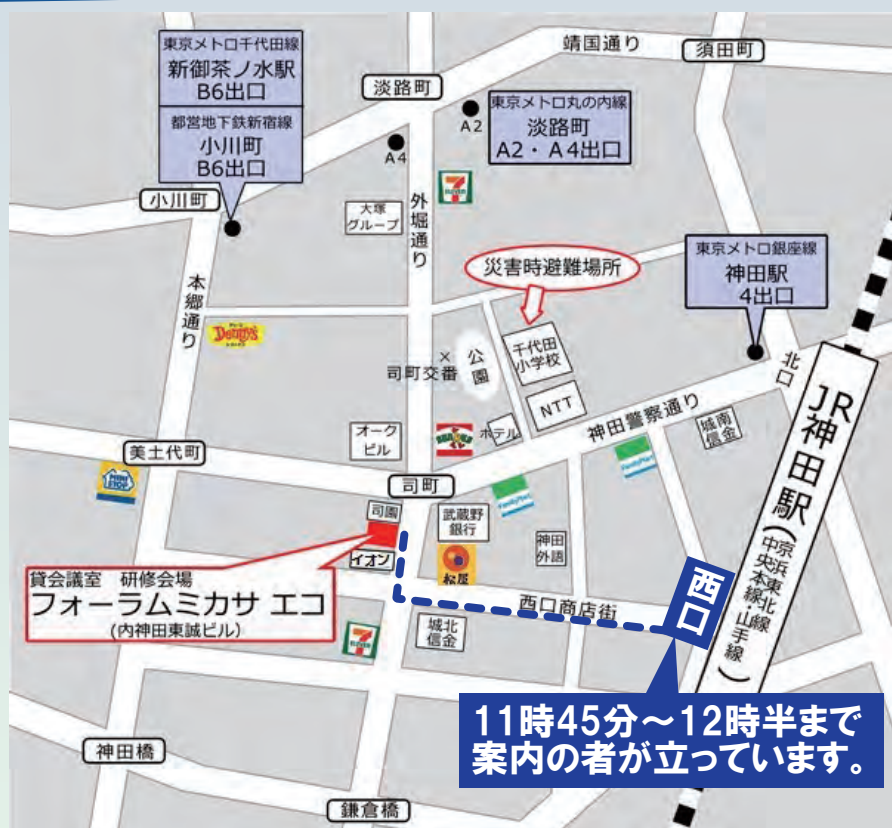 東京メトロ千代田線
新御茶ノ水駅
B6出口
都営地下鉄新宿線
小川町
B6出口
淡路町
靖国通り
須田町
A2
A4
東京メトロ丸の内線
淡路町
A2・A4出口
小川町
大塚
グループ
外堀通り
7
ELEVEN
災害時避難場所
東京メトロ銀座線
神田駅
4出口
本郷通り
Denny's
×
司町交番
公園
千代田
小学校
NTT
ホテル
神田警察通り
北口
城南
信金
オーク
ビル
美土代町
MINI
STOP
司町
FamilyMart
FamilyMart
司園
武蔵野
銀行
神田
外語
イオン
松屋
JR神田駅(京浜東北線
中央本線・山手線)
西口
貸会議室 研修会場
フォーラムミカサ エコ
(内神田東誠ビル)
西口商店街
城北
信金
7
ELEVEN
11時45分~12時半まで
案内の者が立っています。
神田橋
鎌倉橋